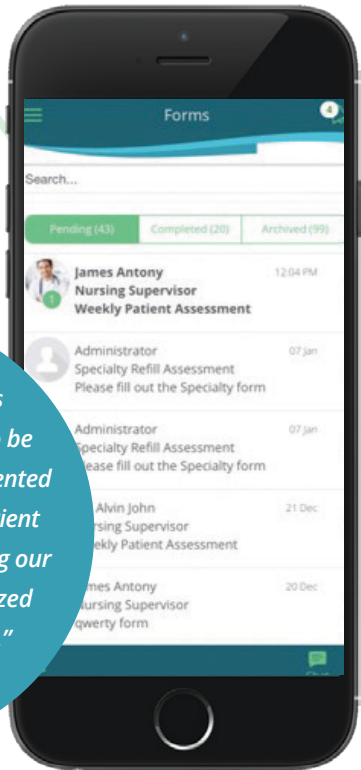 Forms
4
Search...
Pending (43) Completed (20) Archived (99)
James Antony 12:04 PM
Nursing Supervisor
1
Weekly Patient Assessment
Administrator 07 Jan
Specialty Refill Assessment
Please fill out the Specialty form
Administrator 07 Jan
Specialty Refill Assessment
ease fill out the Specialty form
Alvin John 21 Dec
rsing Supervisor
ekly Patient Assessment
mes Antony 20 Dec
ursing Supervisor
qwerty form
s
be
ented
ient
g our
zed
.”